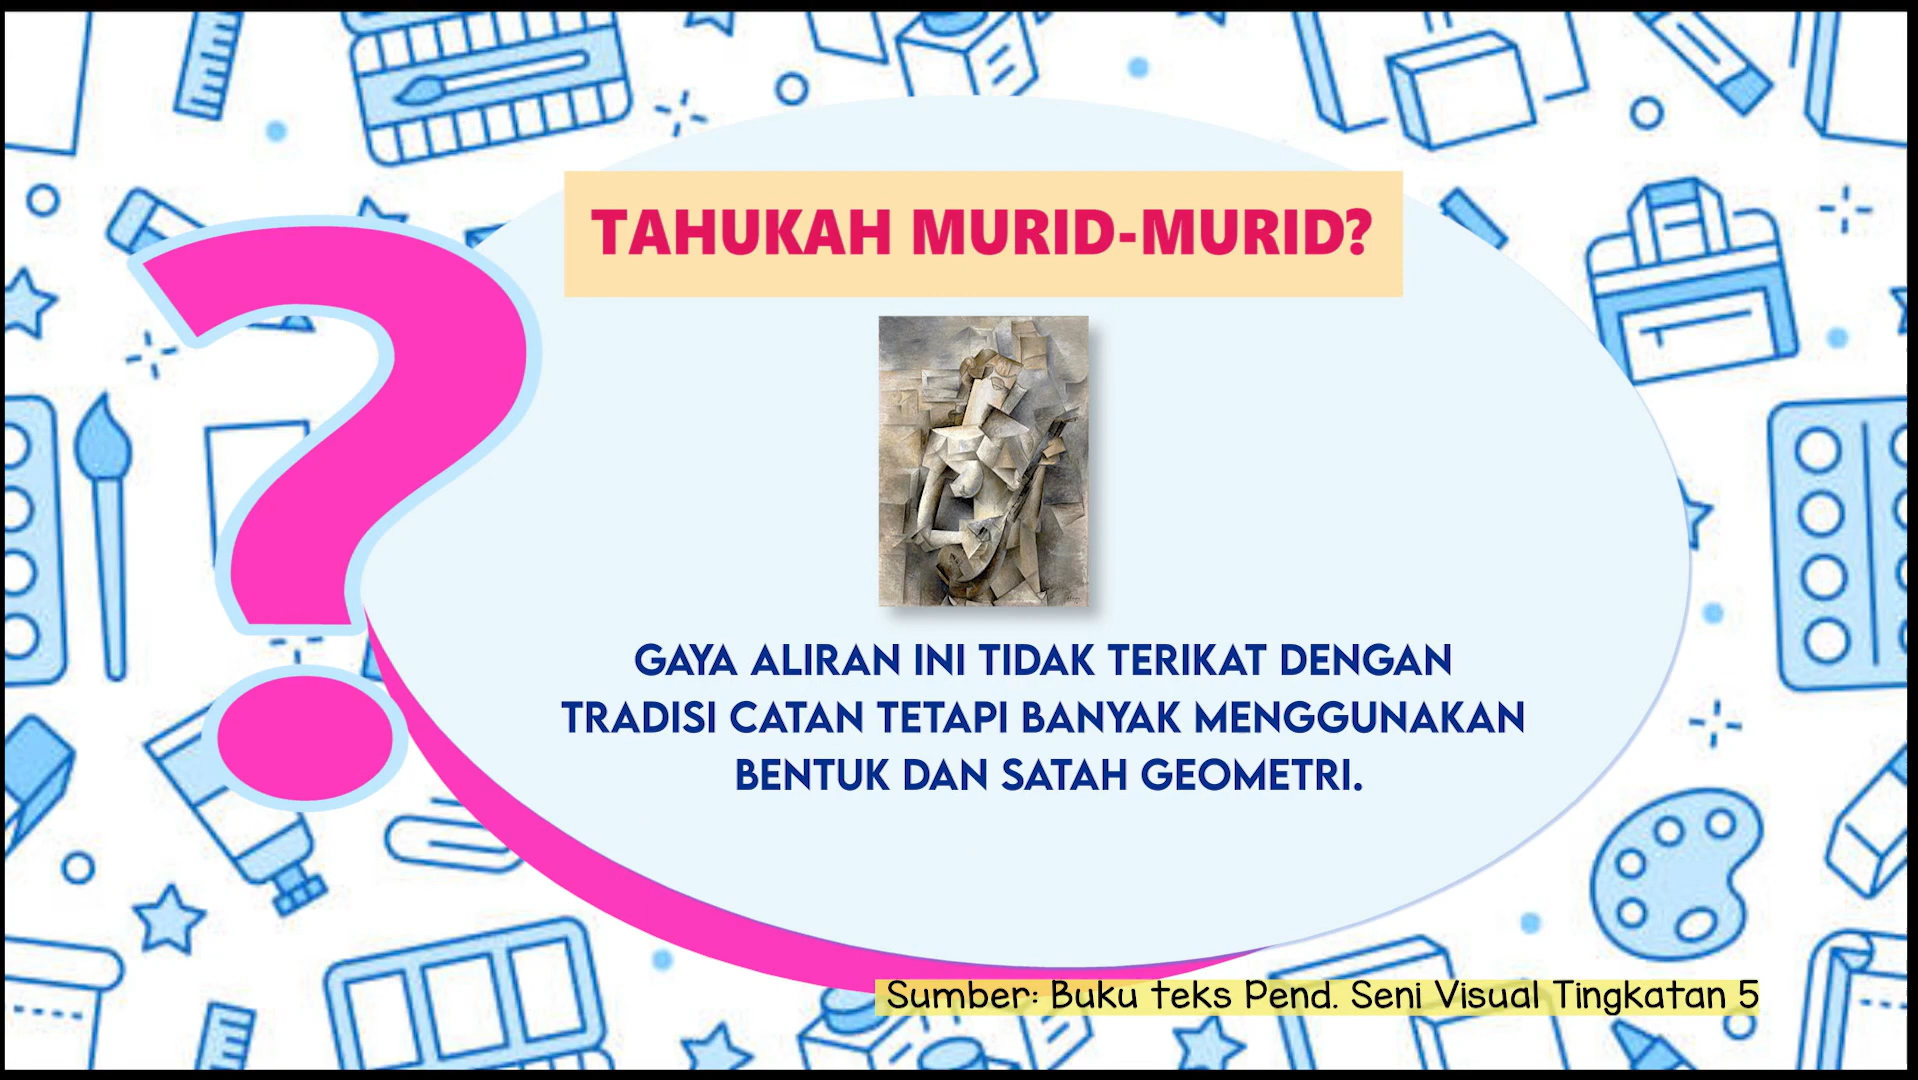 TAHUKAH MURID-MURID?
GAYA ALIRAN INI TIDAK TERIKAT DENGAN
TRADISI CATAN TETAPI BANYAK MENGGUNAKAN
BENTUK DAN SATAH GEOMETRI.
Sumber: Buku teks Pend. Seni Visual Tingkatan 5